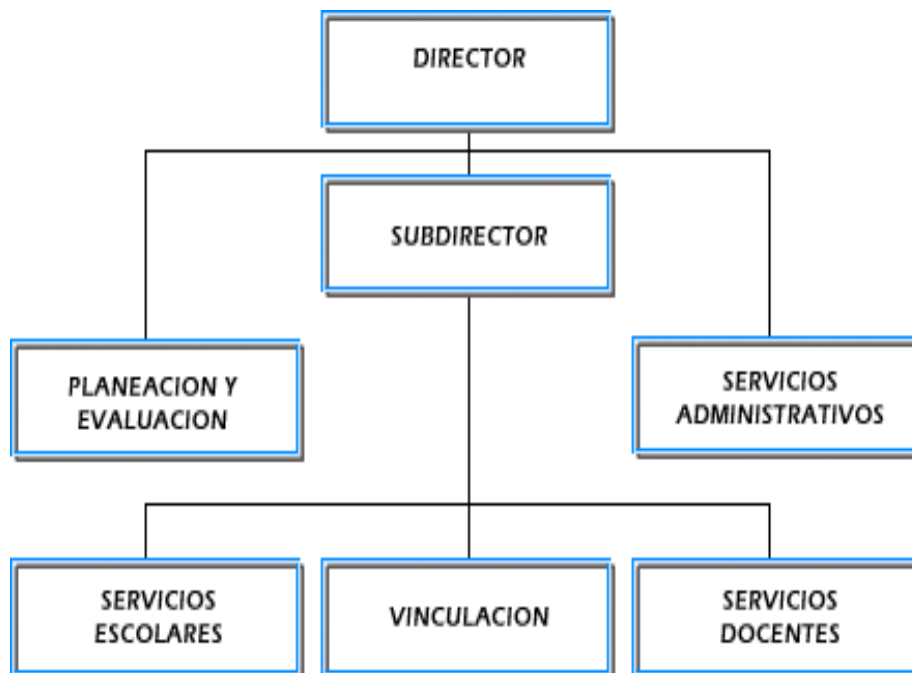 DIRECTOR
SUBDIRECTOR
PLANEACION Y
EVALUACION
SERVICIOS
ADMINISTRATIVOS
SERVICIOS
ESCOLARES
VINCULACION
SERVICIOS
DOCENTES